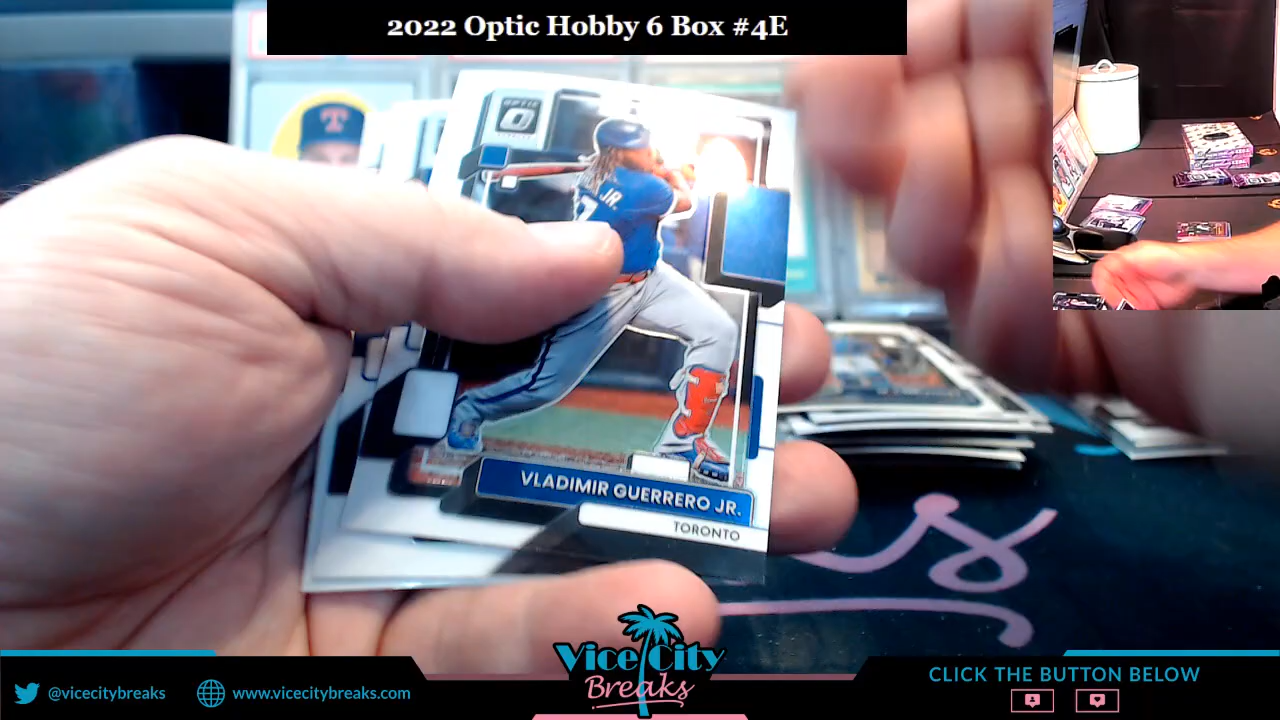 2022 Optic Hobby 6 Box #4E
OPTIC
T
JR.
7
VLADIMIR GUERRERO JR.
TORONTO
Vice City
Breaks
@vicecitybreaks
www.vicecitybreaks.com
CLICK THE BUTTON BELOW